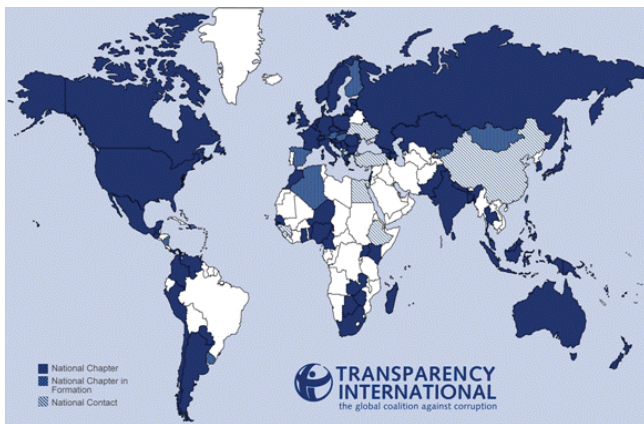 National Chapter
National Chapter in
Formation
National Contact
TRANSPARENCY
INTERNATIONAL
the global coalition against corruption